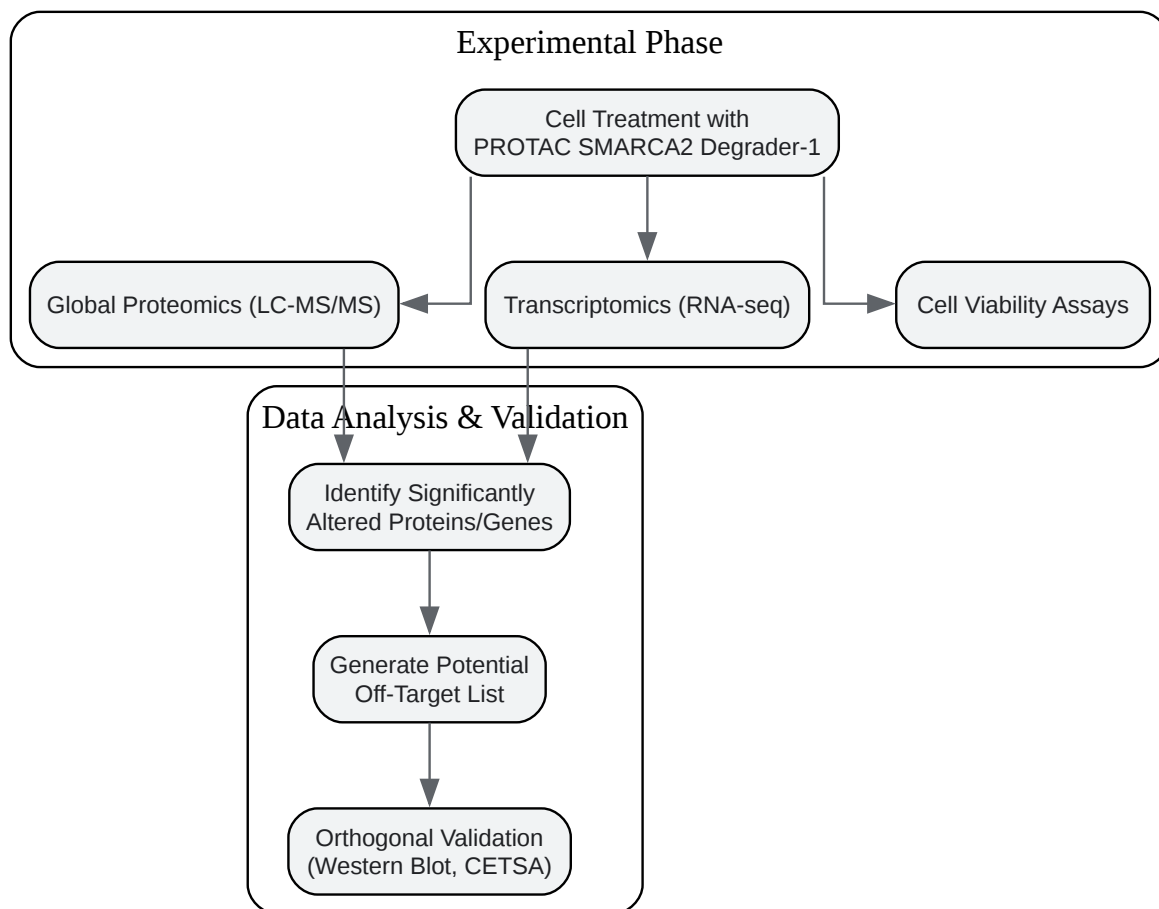 Experimental Phase
Cell Treatment with
PROTAC SMARCA2 Degrader-1
Global Proteomics (LC-MS/MS)
Transcriptomics (RNA-seq)
Cell Viability Assays
Data Analysis & Validation
Identify Significantly
Altered Proteins/Genes
Generate Potential
Off-Target List
Orthogonal Validation
(Western Blot, CETSA)